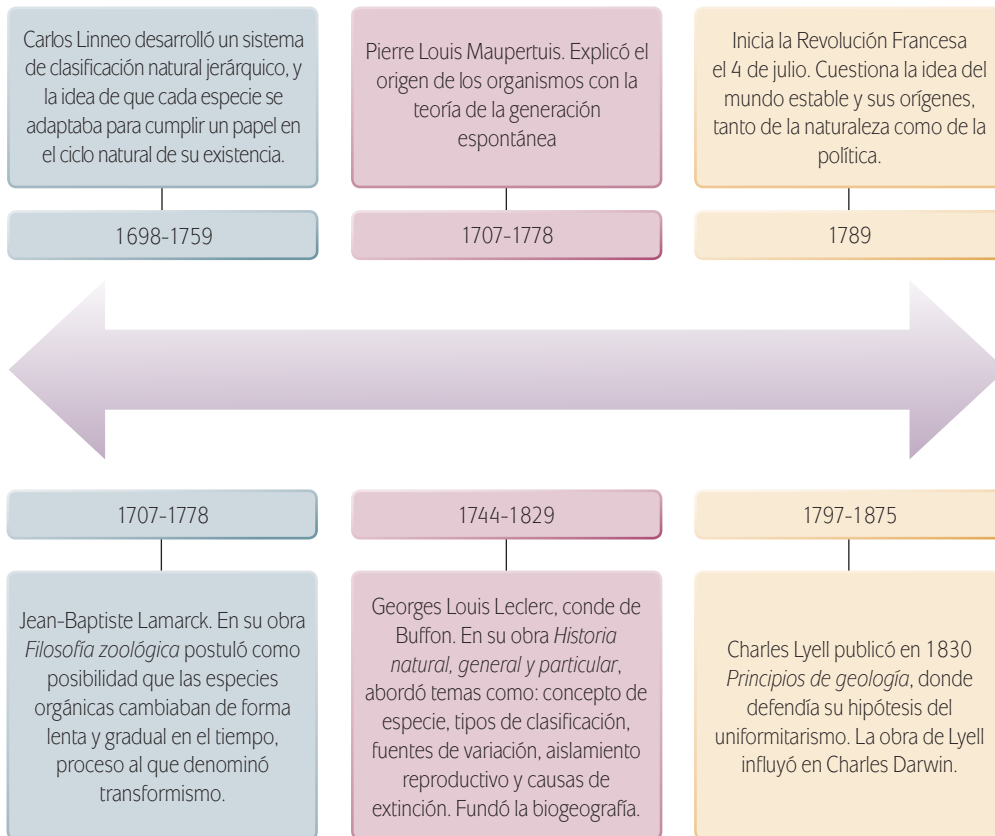 Carlos Linneo desarrolló un sistema
de clasificación natural jerárquico, y
la idea de que cada especie se
adaptaba para cumplir un papel en
el ciclo natural de su existencia.
1698-1759
Pierre Louis Maupertuis. Explicó el
origen de los organismos con la
teoría de la generación
espontánea
1707-1778
Inicia la Revolución Francesa
el 4 de julio. Cuestiona la idea del
mundo estable y sus orígenes,
tanto de la naturaleza como de la
política.
1789
1707-1778
Jean-Baptiste Lamarck. En su obra
Filosofía zoológica postuló como
posibilidad que las especies
orgánicas cambiaban de forma
lenta y gradual en el tiempo,
proceso al que denominó
transformismo.
1744-1829
Georges Louis Leclerc, conde de
Buffon. En su obra Historia
natural, general y particular,
abordó temas como: concepto de
especie, tipos de clasificación,
fuentes de variación, aislamiento
reproductivo y causas de
extinción. Fundó la biogeografía.
1797-1875
Charles Lyell publicó en 1830
Principios de geología, donde
defendía su hipótesis del
uniformitarismo. La obra de Lyell
influyó en Charles Darwin.